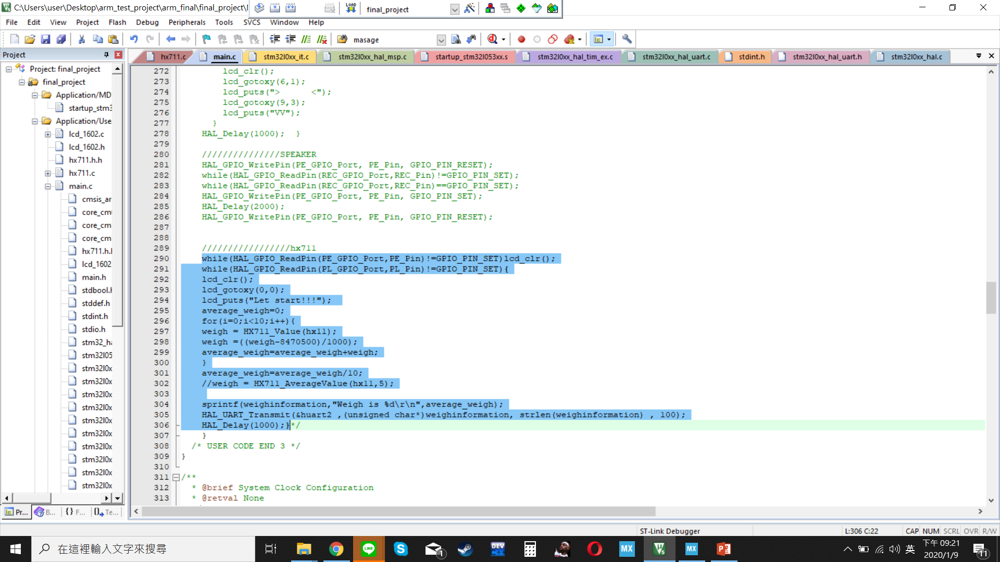 C:\Users\user\Desktop\arm_test_project\arm_final\final_project\
LOAD
final_project
File Edit View Project Flash Debug Peripherals Tools SVCS Window Help
masage
Project
hx711.c main.c stm32l0xx_it.c stm32l0xx_hal_msp.c startup_stm32l053xx.s stm32l0xx_hal_tim_ex.c stm32l0xx_hal_uart.c stdint.h stm32l0xx_hal_uart.h stm32l0xx_hal.c
Project: final_project
final_project
Application/MD
startup_stm3
Application/Use
lcd_1602.c
lcd_1602.h
hx711.h.h
hx711.c
main.c
cmsis_ar
core_cm
core_cm
core_cm
hx711.h.
lcd_1602
main.h
stdbool.h
stddef.h
stdint.h
stdio.h
stm32_ha
stm32l05
stm32l0x
stm32l0x
stm32l0x
stm32l0x
stm32l0x
stm32l0x
stm32l0x
stm32l0x
stm32l0x
stm32l0x
Pr... B... {} F... Te...
272 lcd_clr();
273 lcd_gotoxy(6,1);
274 lcd_puts(">      <");
275 lcd_gotoxy(9,3);
276 lcd_puts("VV");
277 }
278 HAL_Delay(1000);  }
279
280 ///////////////SPEAKER
281 HAL_GPIO_WritePin(PE_GPIO_Port, PE_Pin, GPIO_PIN_RESET);
282 while(HAL_GPIO_ReadPin(REC_GPIO_Port,REC_Pin)!=GPIO_PIN_SET);
283 while(HAL_GPIO_ReadPin(REC_GPIO_Port,REC_Pin)==GPIO_PIN_SET);
284 HAL_GPIO_WritePin(PE_GPIO_Port, PE_Pin, GPIO_PIN_SET);
285 HAL_Delay(2000);
286 HAL_GPIO_WritePin(PE_GPIO_Port, PE_Pin, GPIO_PIN_RESET);
287
288
289 /////////////////hx711
290 while(HAL_GPIO_ReadPin(PE_GPIO_Port,PE_Pin)!=GPIO_PIN_SET)lcd_clr();
291 while(HAL_GPIO_ReadPin(PL_GPIO_Port,PL_Pin)!=GPIO_PIN_SET){
292 lcd_clr();
293 lcd_gotoxy(0,0);
294 lcd_puts("Let start!!!");
295 average_weigh=0;
296 for(i=0;i<10;i++){
297 weigh = HX711_Value(hx11);
298 weigh =((weigh-8470500)/1000);
299 average_weigh=average_weigh+weigh;
300 }
301 average_weigh=average_weigh/10;
302 //weigh = HX711_AverageValue(hx11,5);
303
304 sprintf(weighinformation,"Weigh is %d\r\n",average_weigh);
305 HAL_UART_Transmit(&huart2 ,(unsigned char*)weighinformation, strlen(weighinformation) , 100);
306 HAL_Delay(1000);}*/
307 }
308 /* USER CODE END 3 */
309 }
310
311 /**
312 * @brief System Clock Configuration
313 * @retval None
ST-Link Debugger L:306 C:22 CAP NUM SCRL OVR R/W
在這裡輸入文字來搜尋
LINE
1
DEV
MX
MX
英
下午 09:21
2020/1/9
11